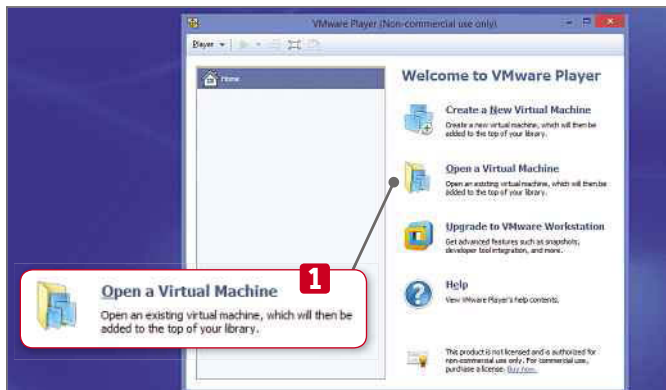 VMware Player (Non-commercial use only)
Player
Home
Welcome to VMware Player
Create a New Virtual Machine
Create a new virtual machine, which will then be
added to the top of your library.
Open a Virtual Machine
Open an existing virtual machine, which will then be
added to the top of your library.
Upgrade to VMware Workstation
Get advanced features such as snapshots,
developer tool integration, and more.
Help
View VMware Player's help contents.
This product is not licensed and is authorized for
non-commercial use only. For commercial use,
purchase a license. Buy now.
1
Open a Virtual Machine
Open an existing virtual machine, which will then be
added to the top of your library.